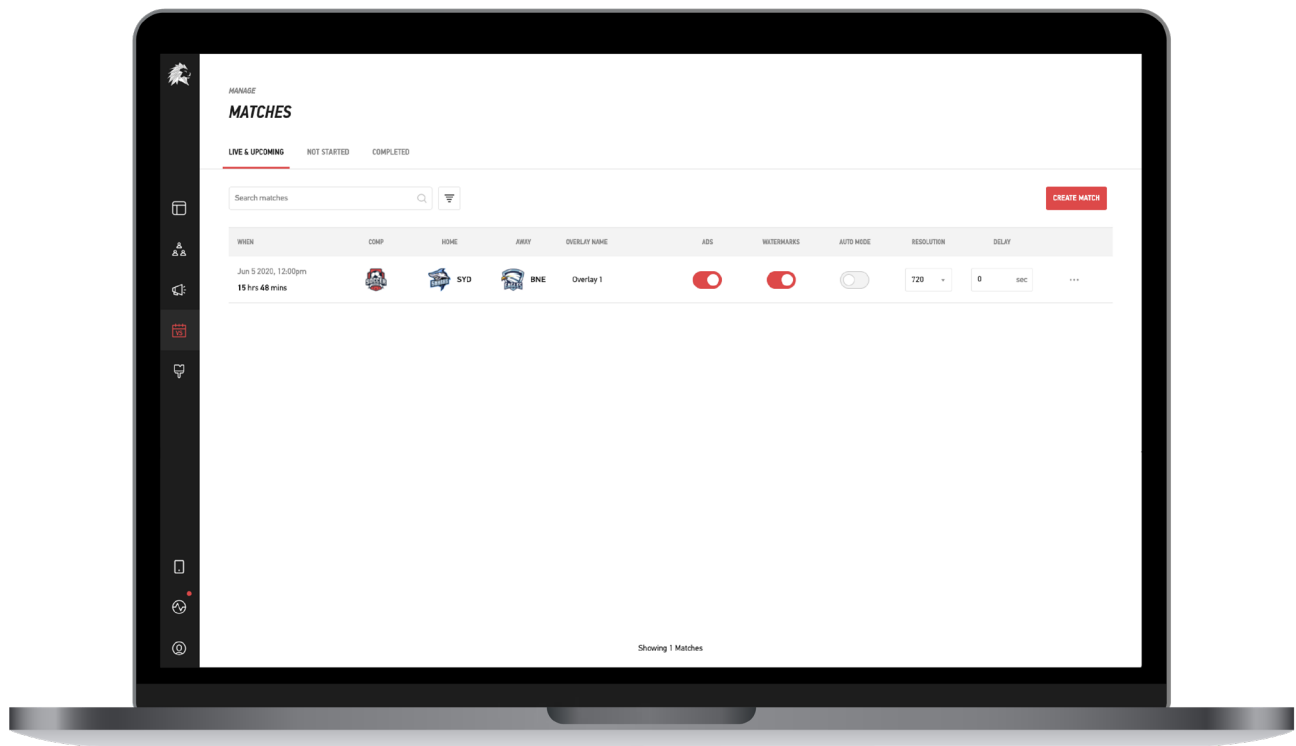 MANAGE
MATCHES
LIVE & UPCOMING NOT STARTED COMPLETED
Search matches
CREATE MATCH
WHEN COMP HOME AWAY OVERLAY NAME ADS WATERMARKS AUTO MODE RESOLUTION DELAY
Jun 5 2020, 12:00pm
15 hrs 48 mins
SYD BNE Overlay 1 720 0 sec
VS
Showing 1 Matches